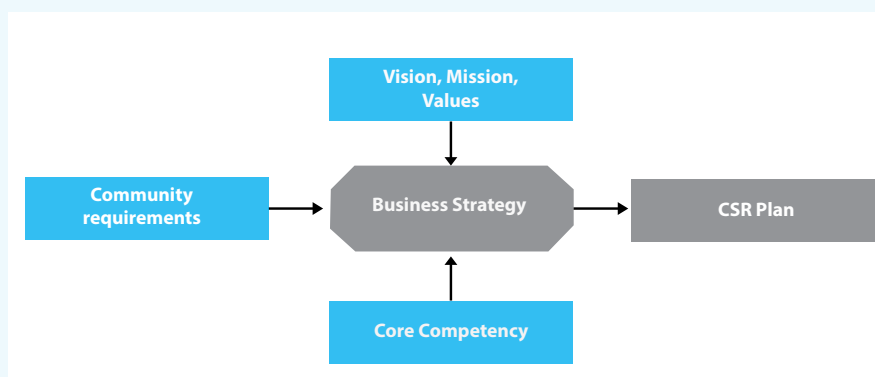 Vision, Mission,
Values
Community
requirements
Business Strategy
CSR Plan
Core Competency